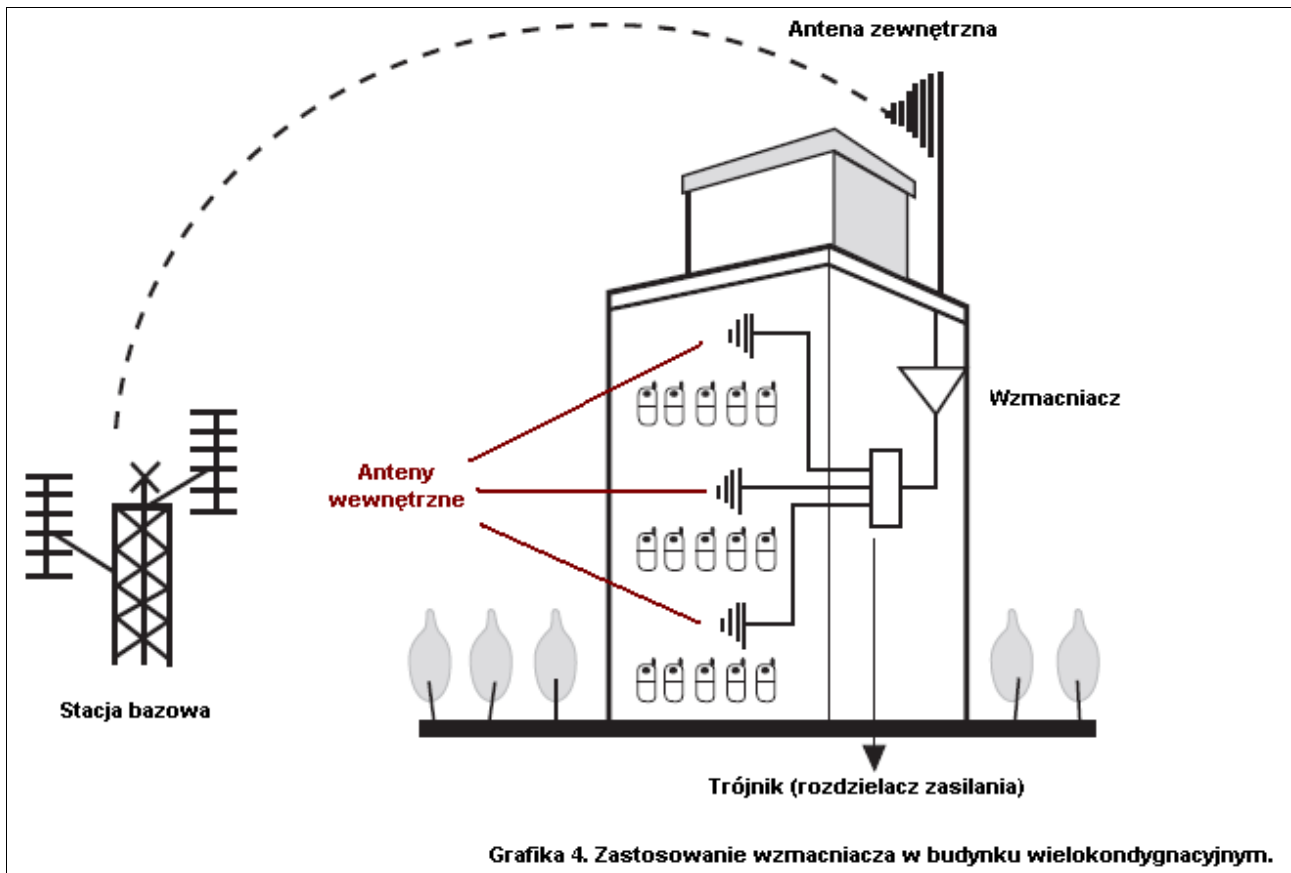 Antena zewnętrzna
Wzmacniacz
Anteny
wewnętrzne
Stacja bazowa
Trójnik (rozdzielacz zasilania)
Grafika 4. Zastosowanie wzmacniacza w budynku wielokondygnacyjnym.